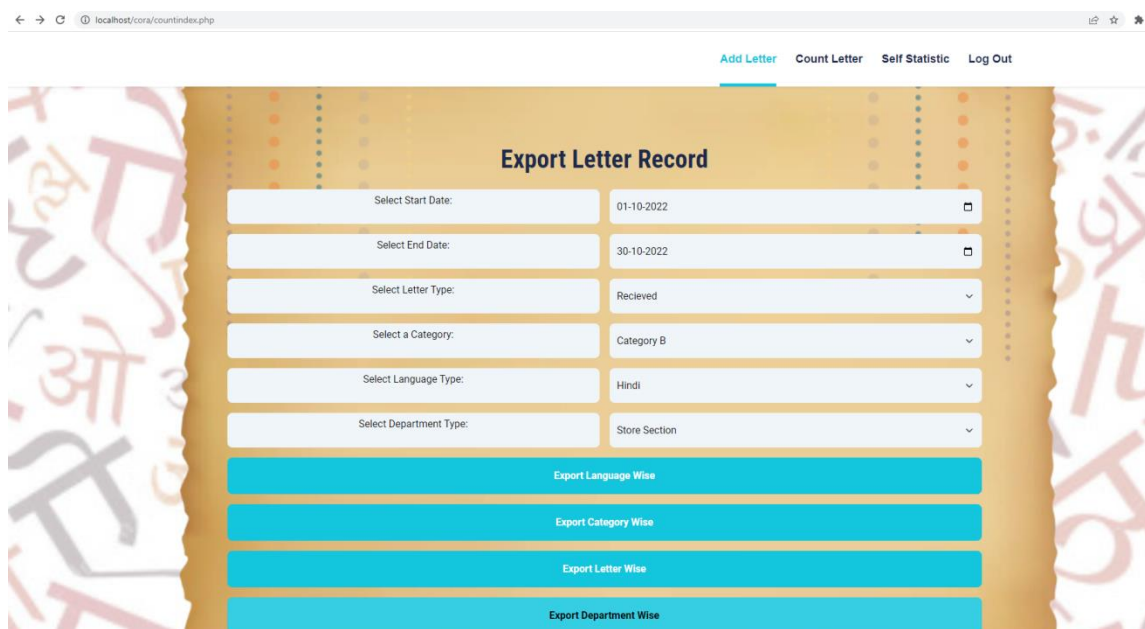 localhost/cora/countindex.php
Add Letter Count Letter Self Statistic Log Out
Export Letter Record
Select Start Date: 01-10-2022
Select End Date: 30-10-2022
Select Letter Type: Recieved
Select a Category: Category B
Select Language Type: Hindi
Select Department Type: Store Section
Export Language Wise
Export Category Wise
Export Letter Wise
Export Department Wise
ओ